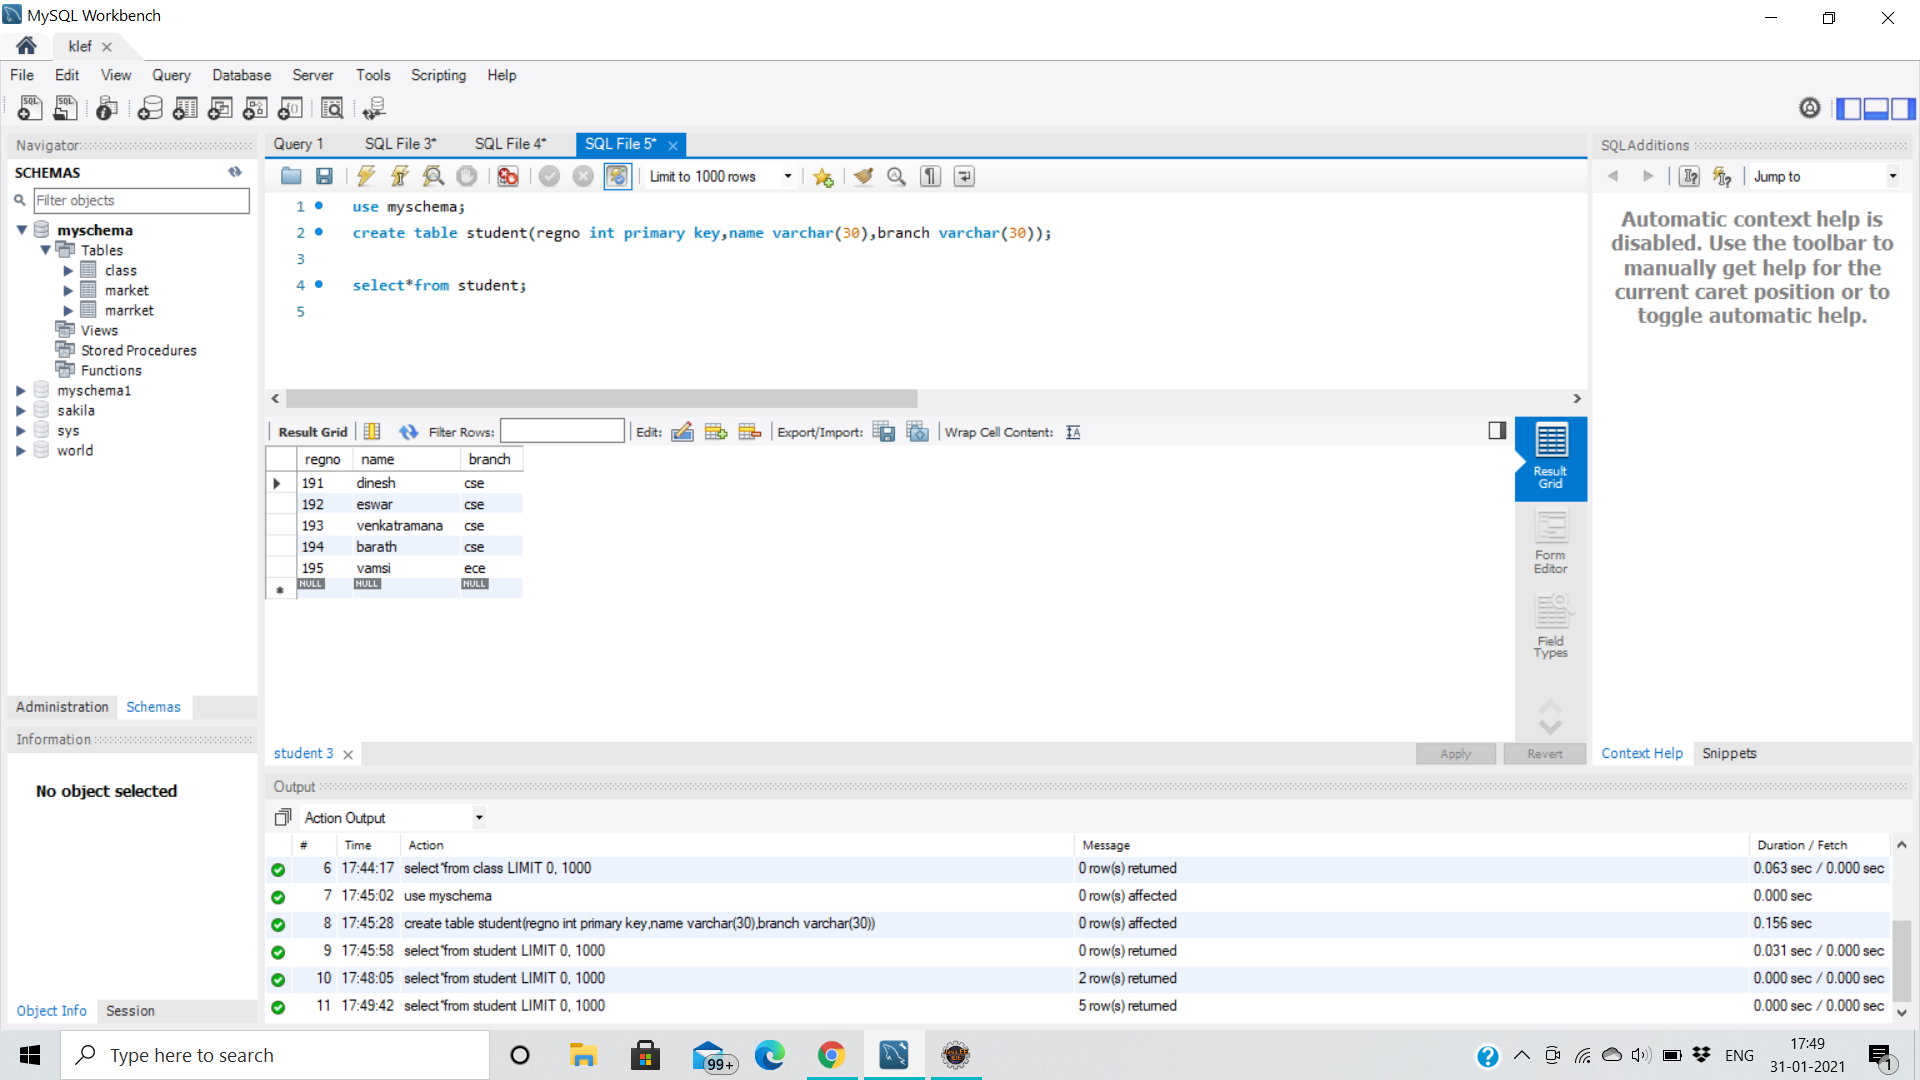 MySQL Workbench
klef
File Edit View Query Database Server Tools Scripting Help
Navigator
SCHEMAS
Filter objects
myschema
Tables
class
market
marrket
Views
Stored Procedures
Functions
myschema1
sakila
sys
world
Administration Schemas
Information
No object selected
Object Info Session
Query 1 SQL File 3* SQL File 4* SQL File 5*
Limit to 1000 rows
1 use myschema;
2 create table student(regno int primary key,name varchar(30),branch varchar(30));
3
4 select*from student;
5
Result Grid Filter Rows: Edit: Export/Import: Wrap Cell Content:
regno name branch
191 dinesh cse
192 eswar cse
193 venkatramana cse
194 barath cse
195 vamsi ece
NULL NULL NULL
Result
Grid
Form
Editor
Field
Types
student 3
Apply Revert
SQLAdditions
Jump to
Automatic context help is
disabled. Use the toolbar to
manually get help for the
current caret position or to
toggle automatic help.
Context Help Snippets
Output
Action Output
# Time Action Message Duration / Fetch
6 17:44:17 select*from class LIMIT 0, 1000 0 row(s) returned 0.063 sec / 0.000 sec
7 17:45:02 use myschema 0 row(s) affected 0.000 sec
8 17:45:28 create table student(regno int primary key,name varchar(30),branch varchar(30)) 0 row(s) affected 0.156 sec
9 17:45:58 select*from student LIMIT 0, 1000 0 row(s) returned 0.031 sec / 0.000 sec
10 17:48:05 select*from student LIMIT 0, 1000 2 row(s) returned 0.000 sec / 0.000 sec
11 17:49:42 select*from student LIMIT 0, 1000 5 row(s) returned 0.000 sec / 0.000 sec
Type here to search
99+
ENG
17:49
31-01-2021
1